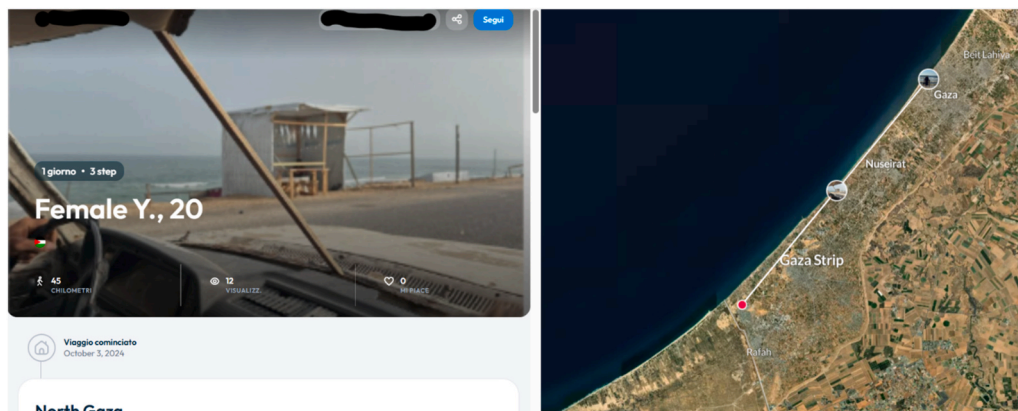 Segui
1 giorno • 3 step
Female Y., 20
45
CHILOMETRI
12
VISUALIZZ.
0
MI PIACE
Viaggio cominciato
October 3, 2024
North Gaza
Beit Lahiya
Gaza
Nuseirat
Gaza Strip
Rafah